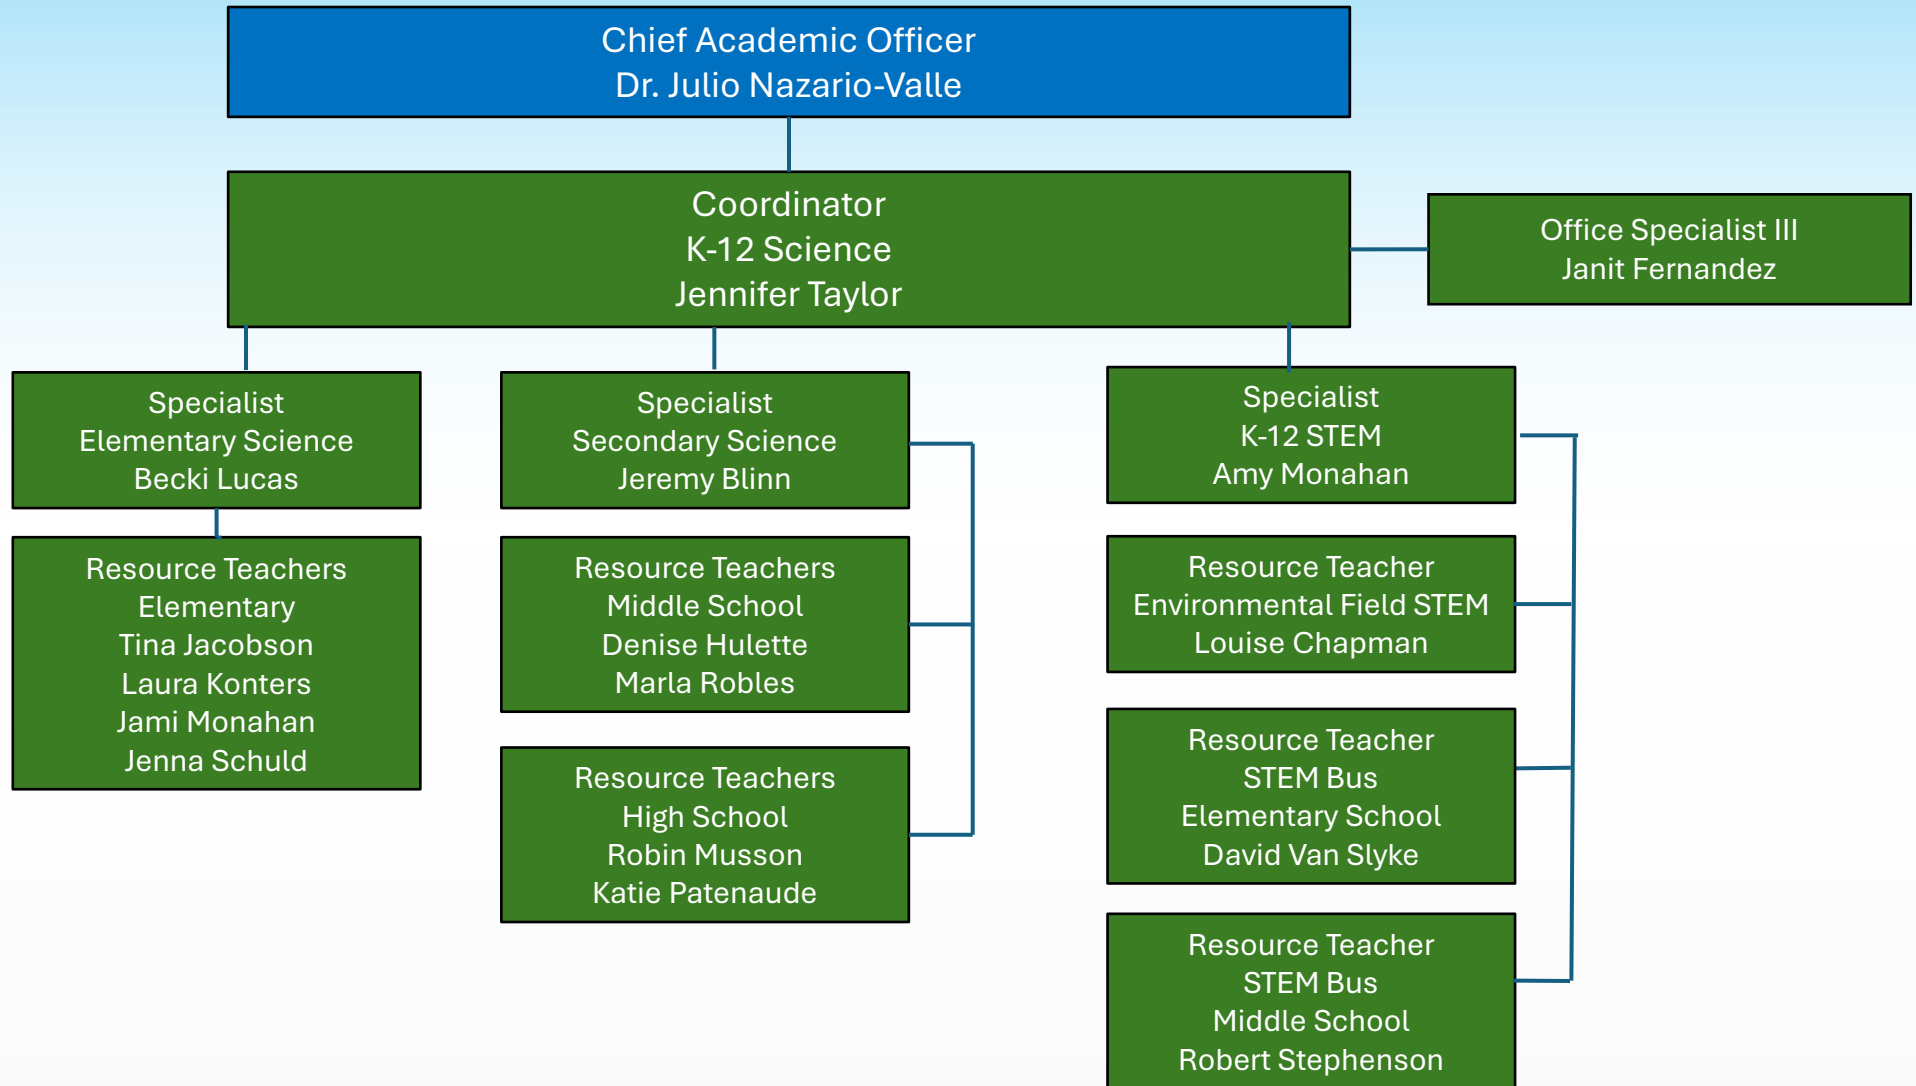 Chief Academic Officer
Dr. Julio Nazario-Valle
Coordinator
K-12 Science
Jennifer Taylor
Office Specialist III
Janit Fernandez
Specialist
Elementary Science
Becki Lucas
Resource Teachers
Elementary
Tina Jacobson
Laura Konters
Jami Monahan
Jenna Schuld
Specialist
Secondary Science
Jeremy Blinn
Resource Teachers
Middle School
Denise Hulette
Marla Robles
Resource Teachers
High School
Robin Musson
Katie Patenaude
Specialist
K-12 STEM
Amy Monahan
Resource Teacher
Environmental Field STEM
Louise Chapman
Resource Teacher
STEM Bus
Elementary School
David Van Slyke
Resource Teacher
STEM Bus
Middle School
Robert Stephenson